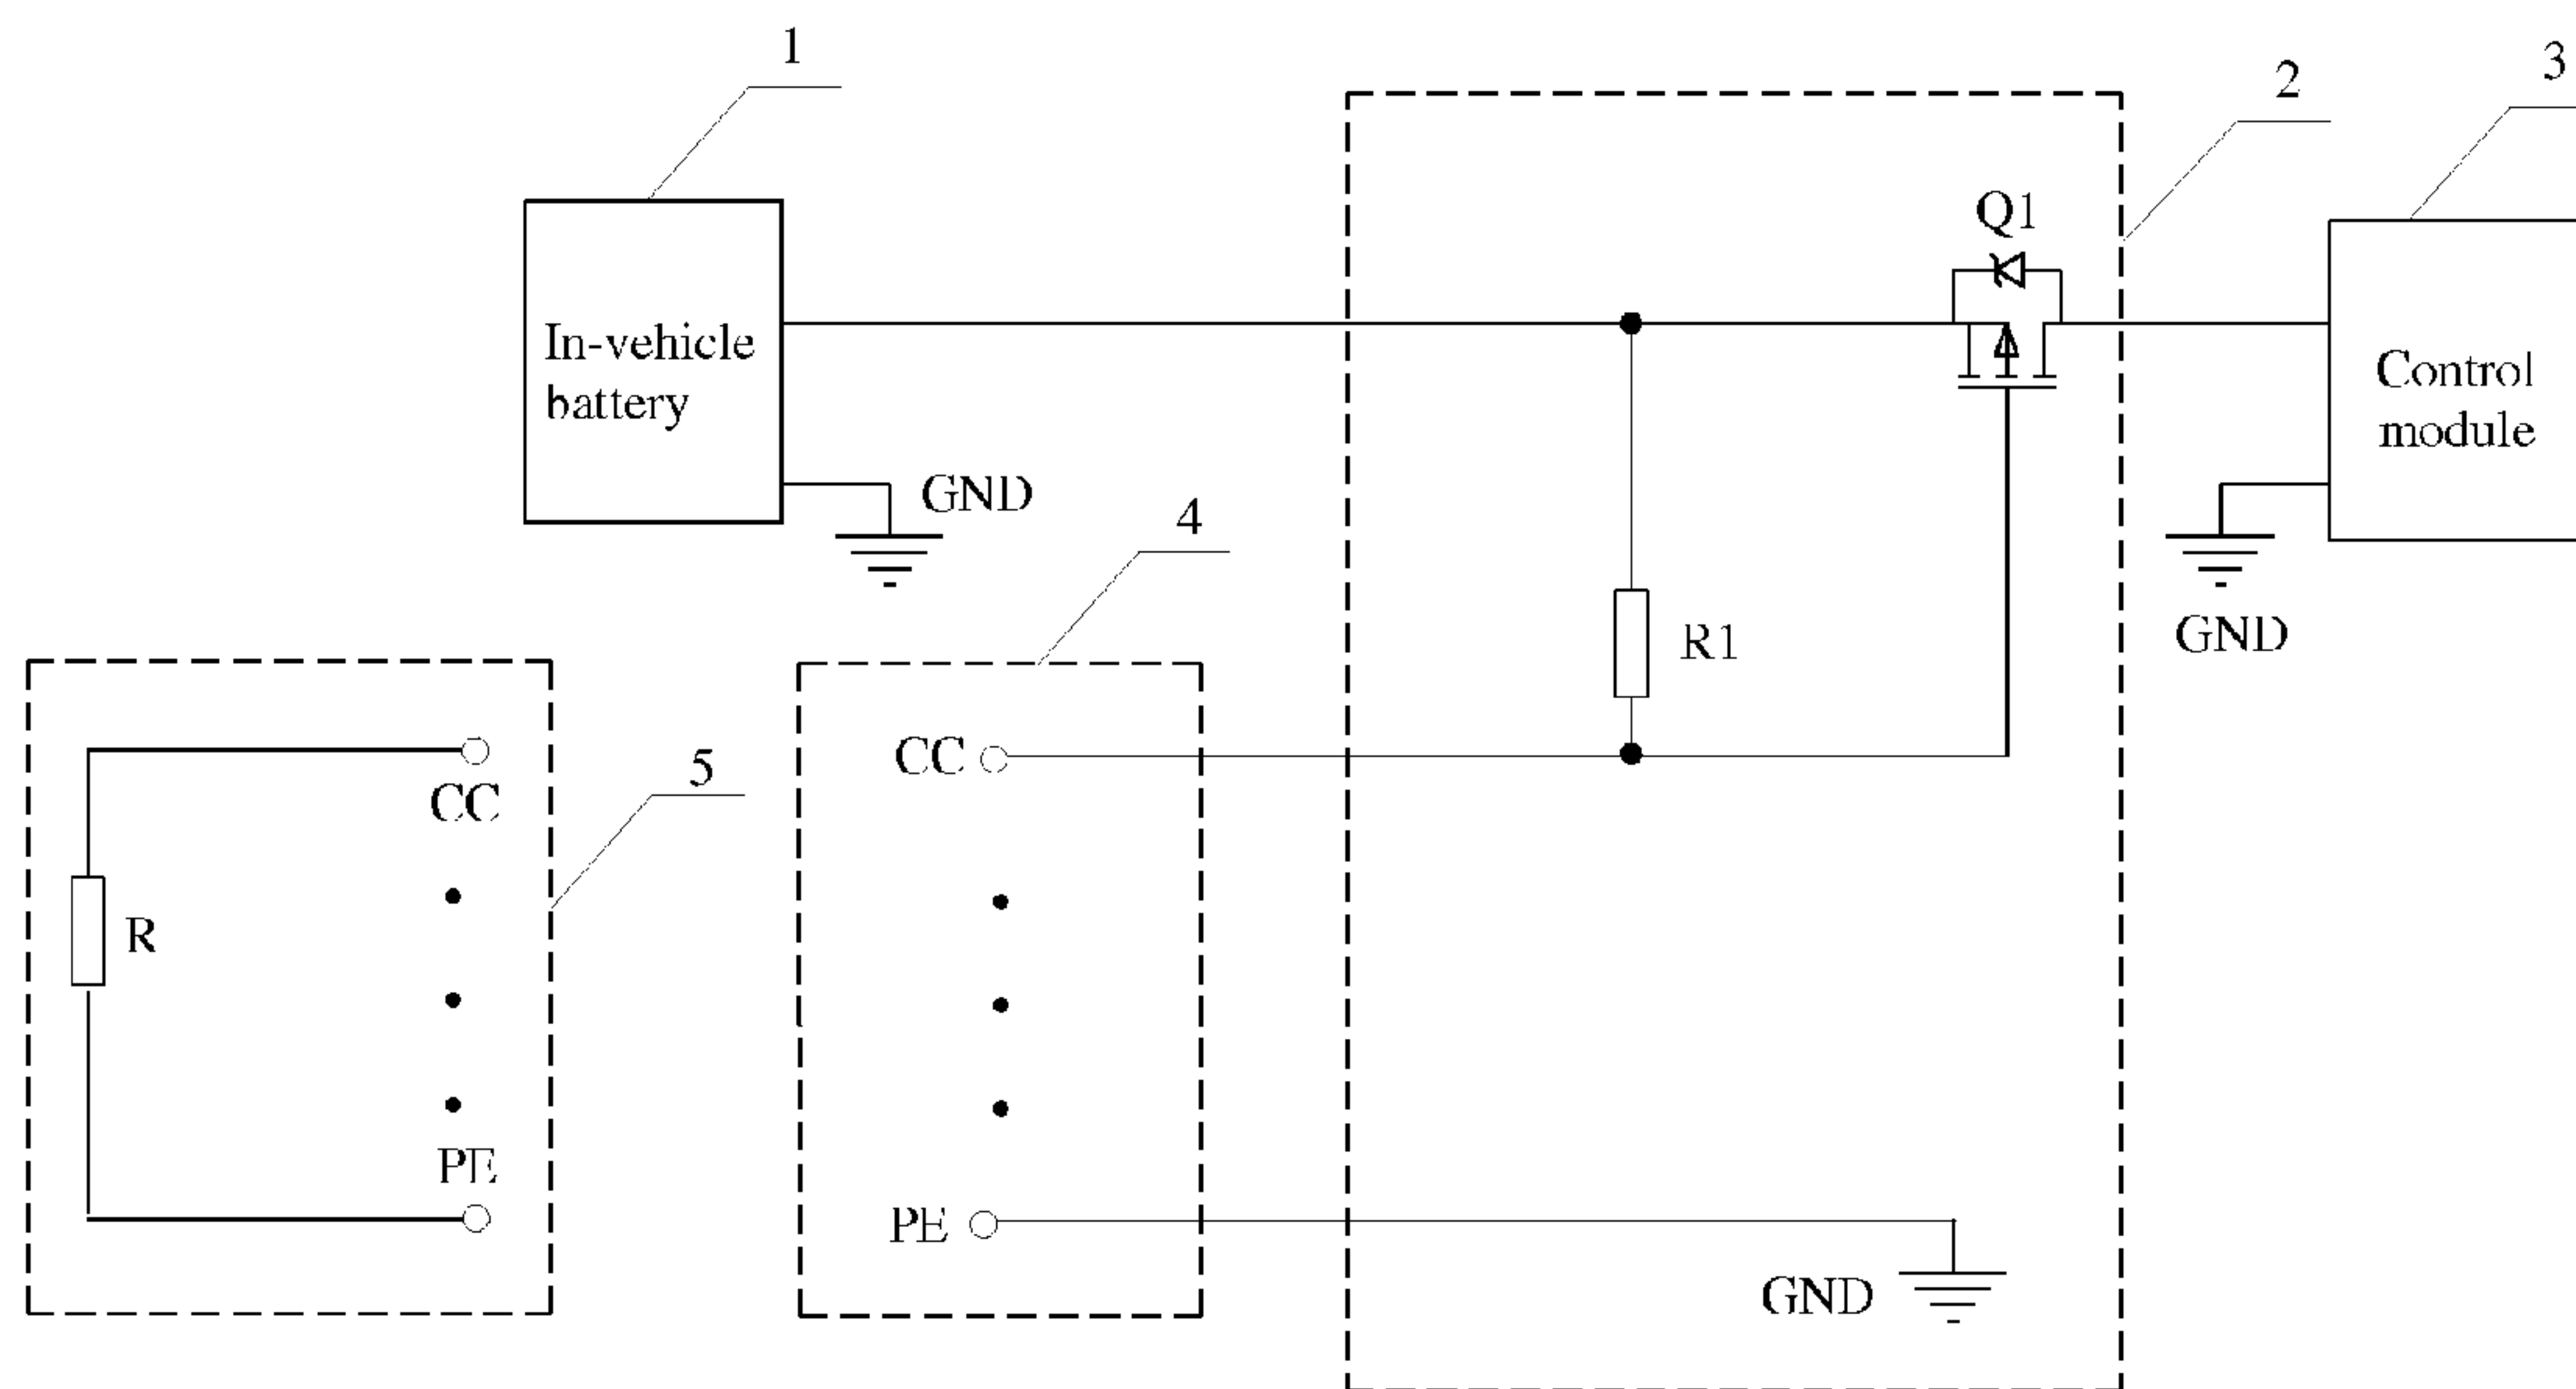 1
2
3
Q1
In-vehicle
battery
Control
module
GND
4
R1
GND
CC
CC
5
R
PE
PE
GND